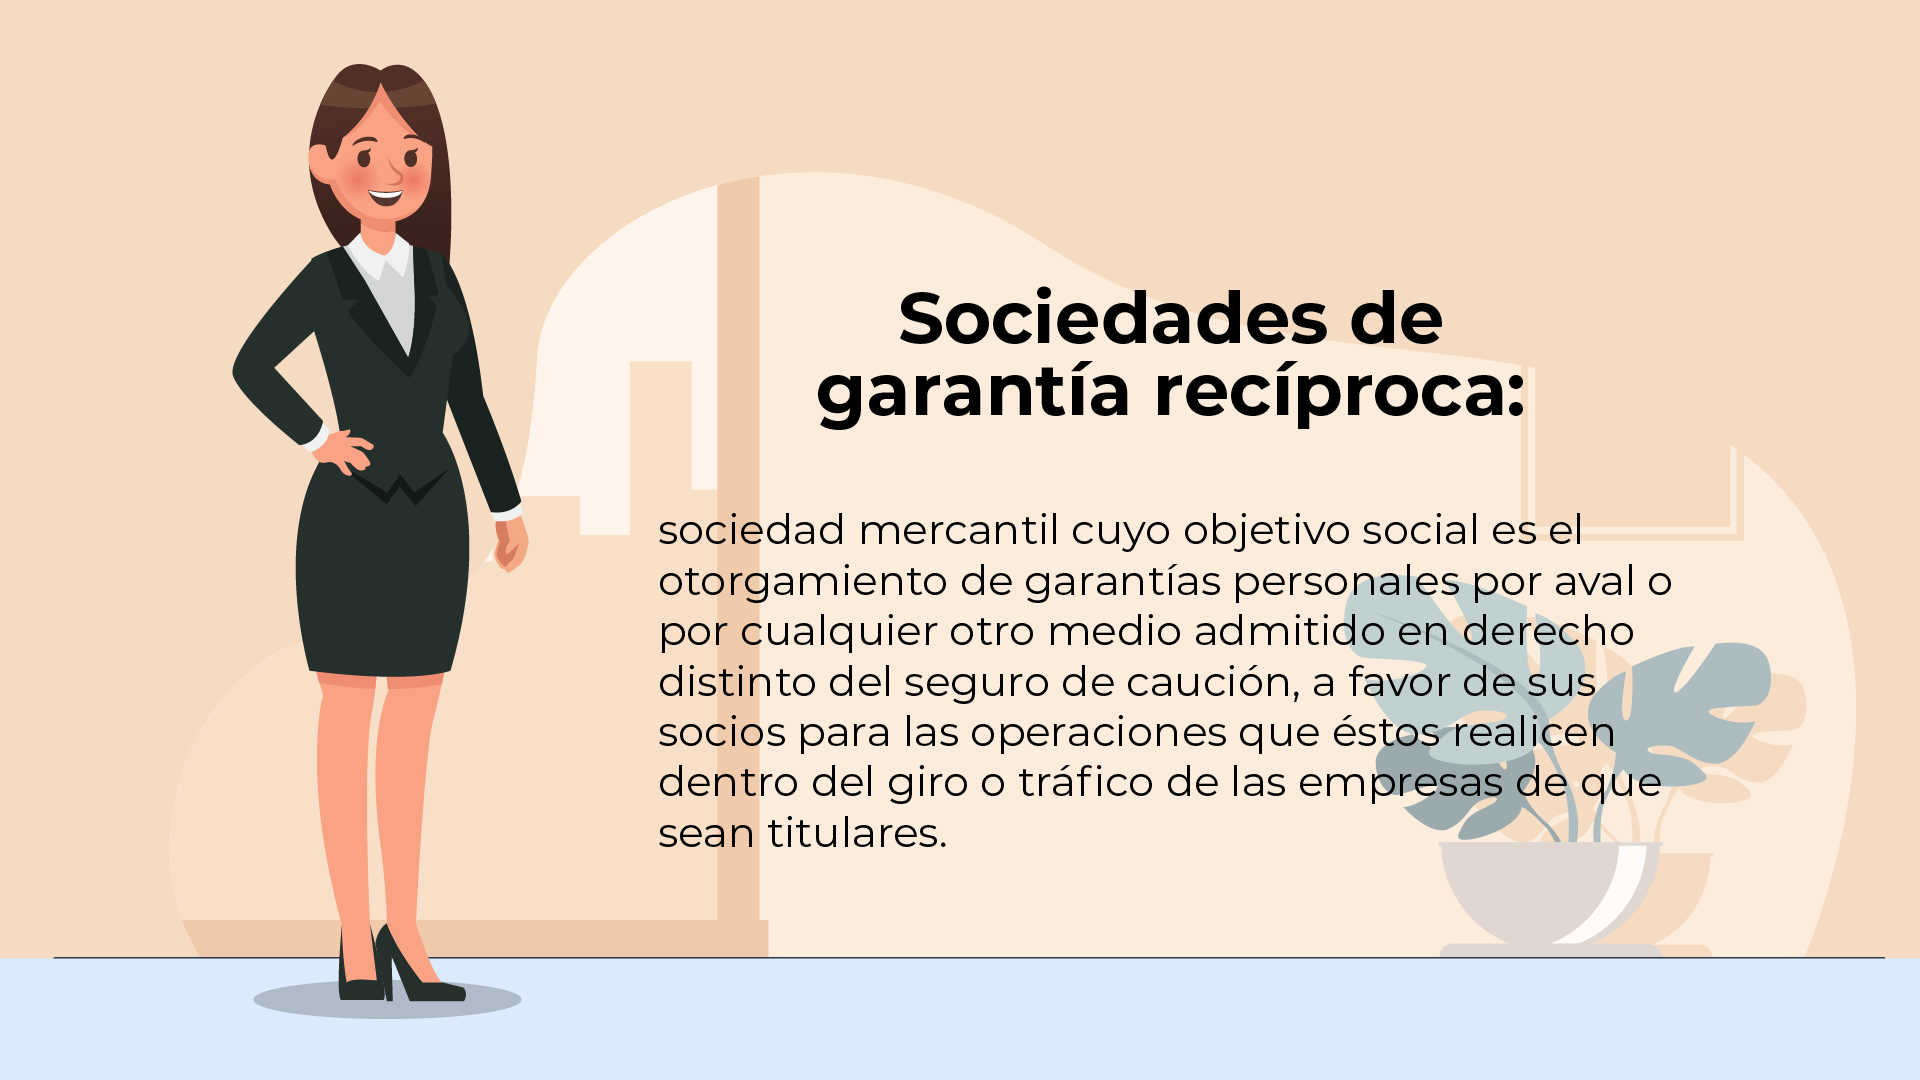 Sociedades de
garantía recíproca:
sociedad mercantil cuyo objetivo social es el
otorgamiento de garantías personales por aval o
por cualquier otro medio admitido en derecho
distinto del seguro de caución, a favor de sus
socios para las operaciones que éstos realicen
dentro del giro o tráfico de las empresas de que
sean titulares.